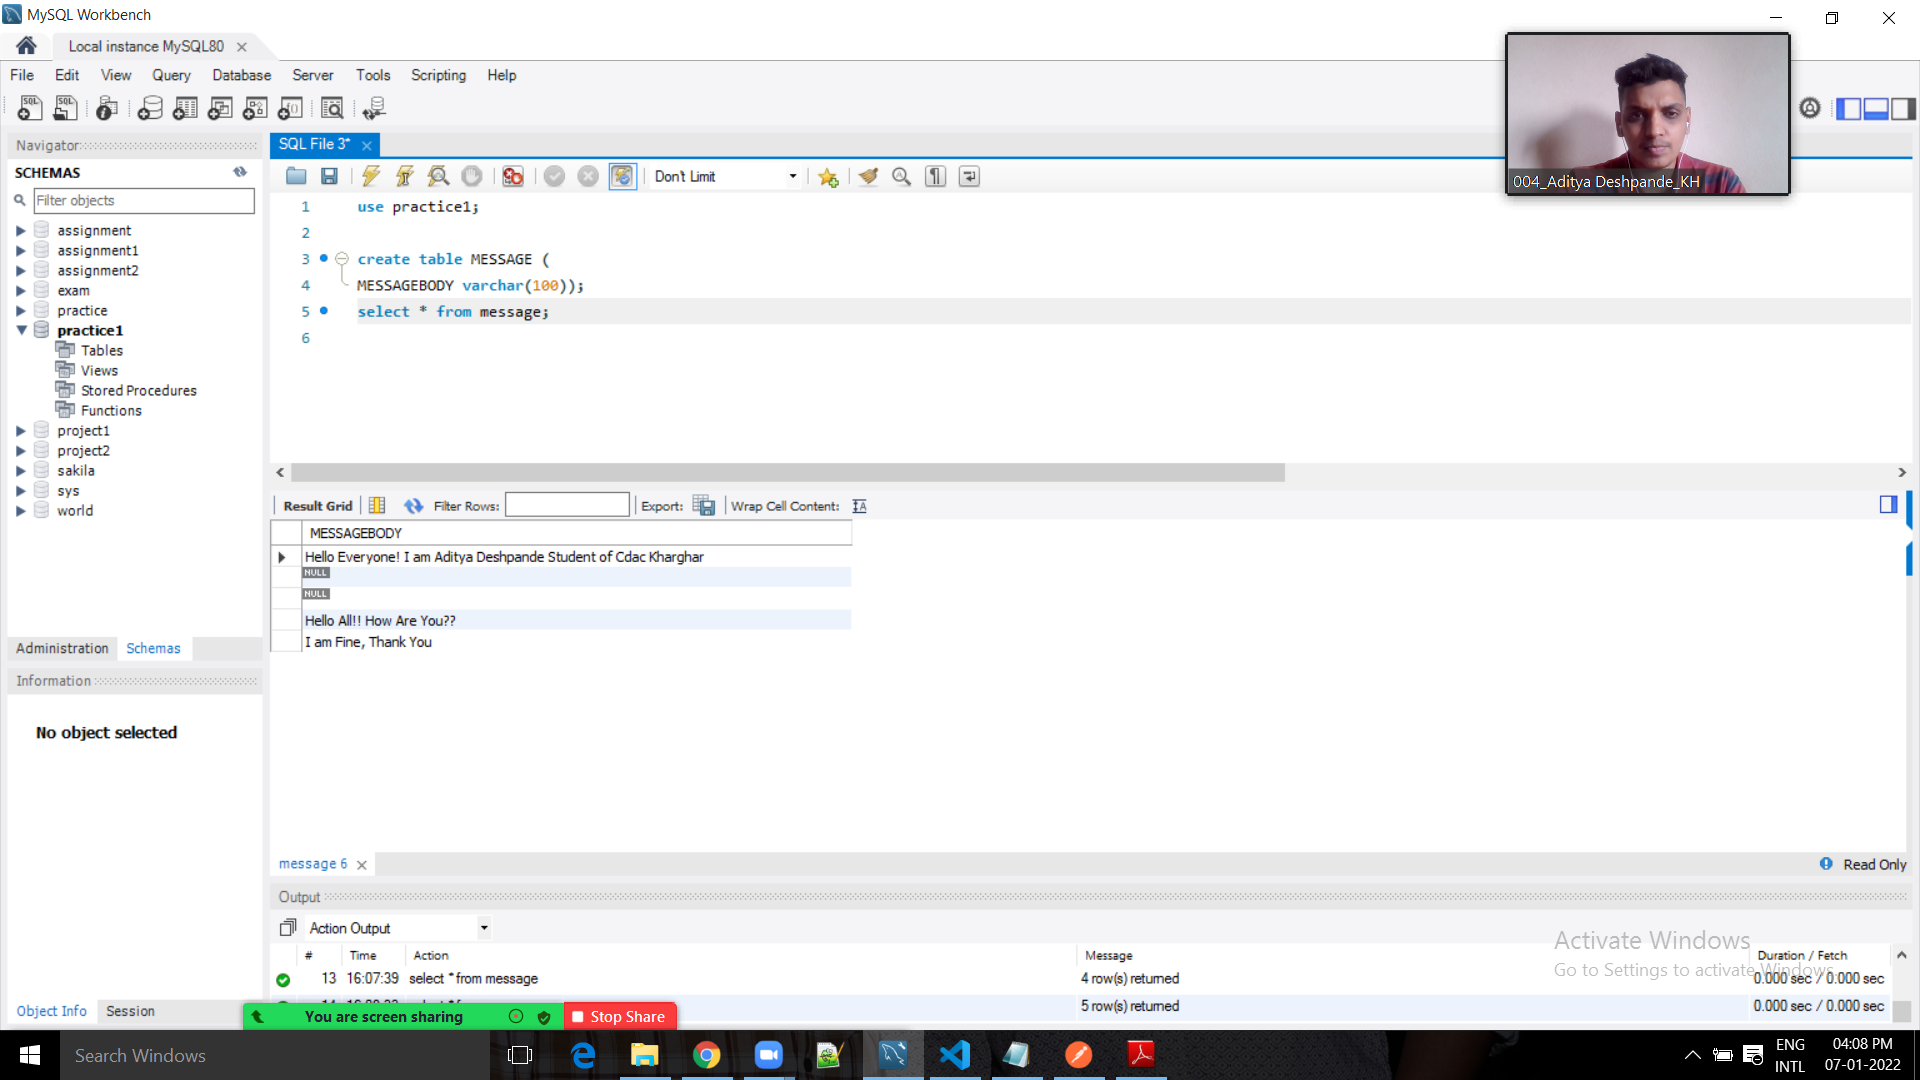 MySQL Workbench
Local instance MySQL80
File Edit View Query Database Server Tools Scripting Help
004_Aditya Deshpande_KH
Navigator
SCHEMAS
Filter objects
assignment
assignment1
assignment2
exam
practice
practice1
Tables
Views
Stored Procedures
Functions
project1
project2
sakila
sys
world
Administration Schemas
Information
No object selected
Object Info Session
SQL File 3*
Don't Limit
1 use practice1;
2
3 create table MESSAGE (
4 MESSAGEBODY varchar(100));
5 select * from message;
6
Result Grid Filter Rows: Export: Wrap Cell Content:
MESSAGEBODY
Hello Everyone! I am Aditya Deshpande Student of Cdac Kharghar
NULL
NULL
Hello All!! How Are You??
I am Fine, Thank You
message 6
Read Only
Output
Action Output
# Time Action Message Duration / Fetch
13 16:07:39 select * from message 4 row(s) returned 0.000 sec / 0.000 sec
14 5 row(s) returned 0.000 sec / 0.000 sec
Activate Windows
Go to Settings to activate Windows.
You are screen sharing Stop Share
Search Windows
ENG
INTL
04:08 PM
07-01-2022